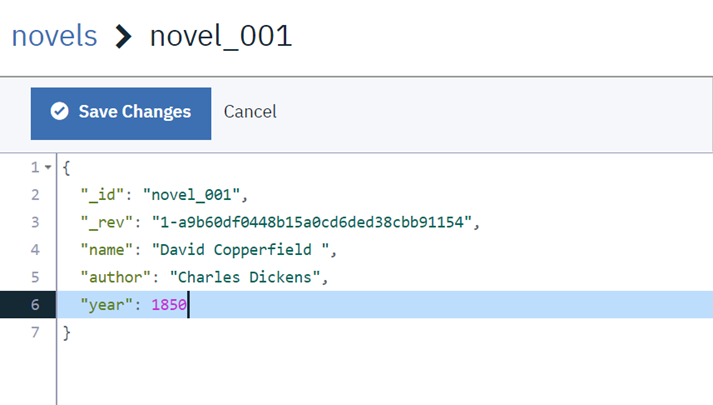 novels > novel_001
Save Changes Cancel
1 {
2 "_id": "novel_001",
3 "_rev": "1-a9b60df0448b15a0cd6ded38cbb91154",
4 "name": "David Copperfield ",
5 "author": "Charles Dickens",
6 "year": 1850
7 }